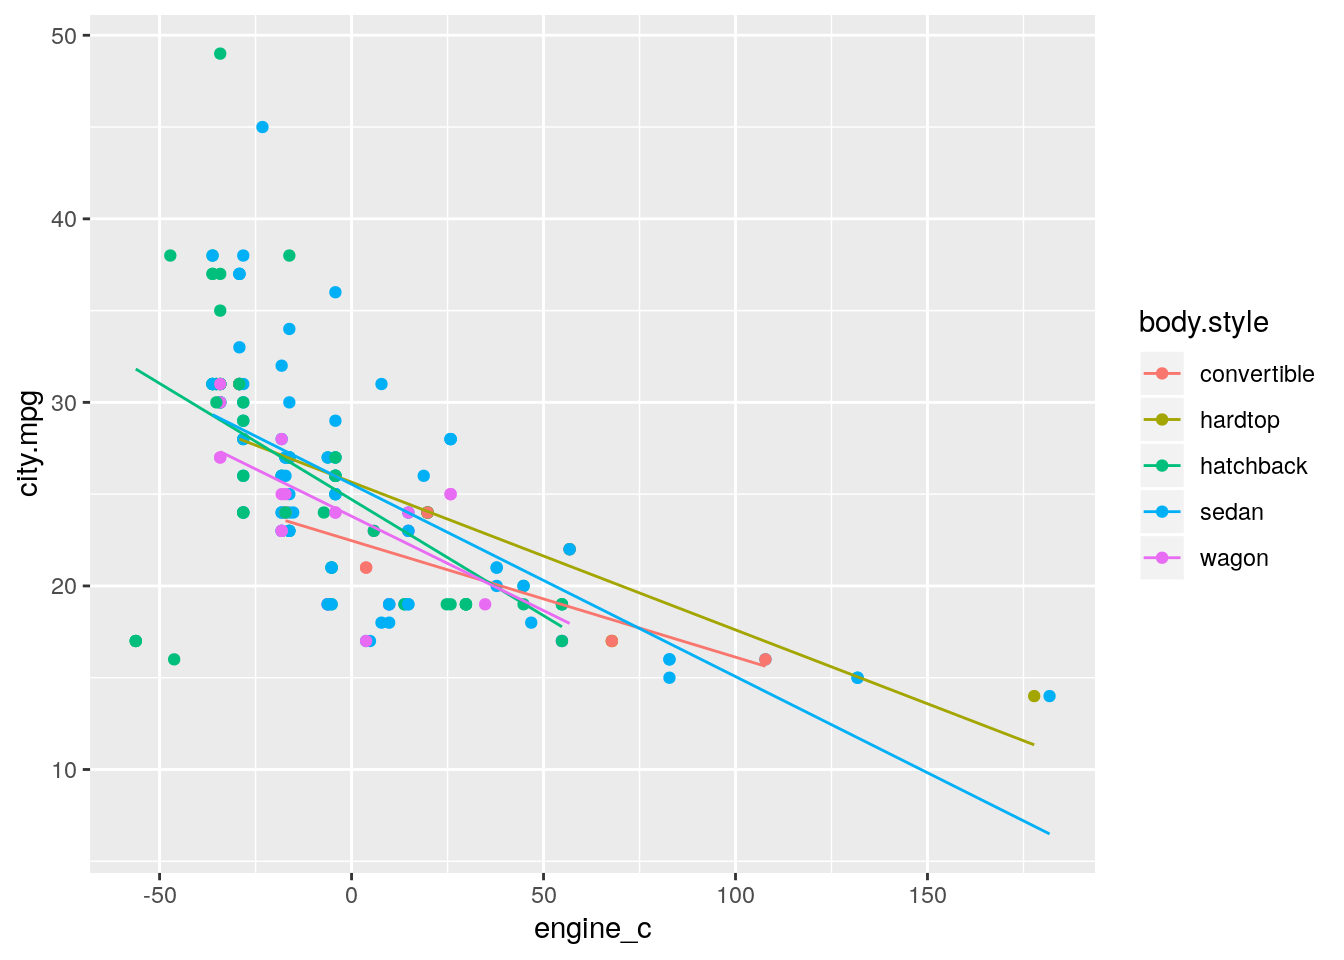 50
40
30
20
10
city.mpg
-50 0 50 100 150
engine_c
body.style
convertible
hardtop
hatchback
sedan
wagon